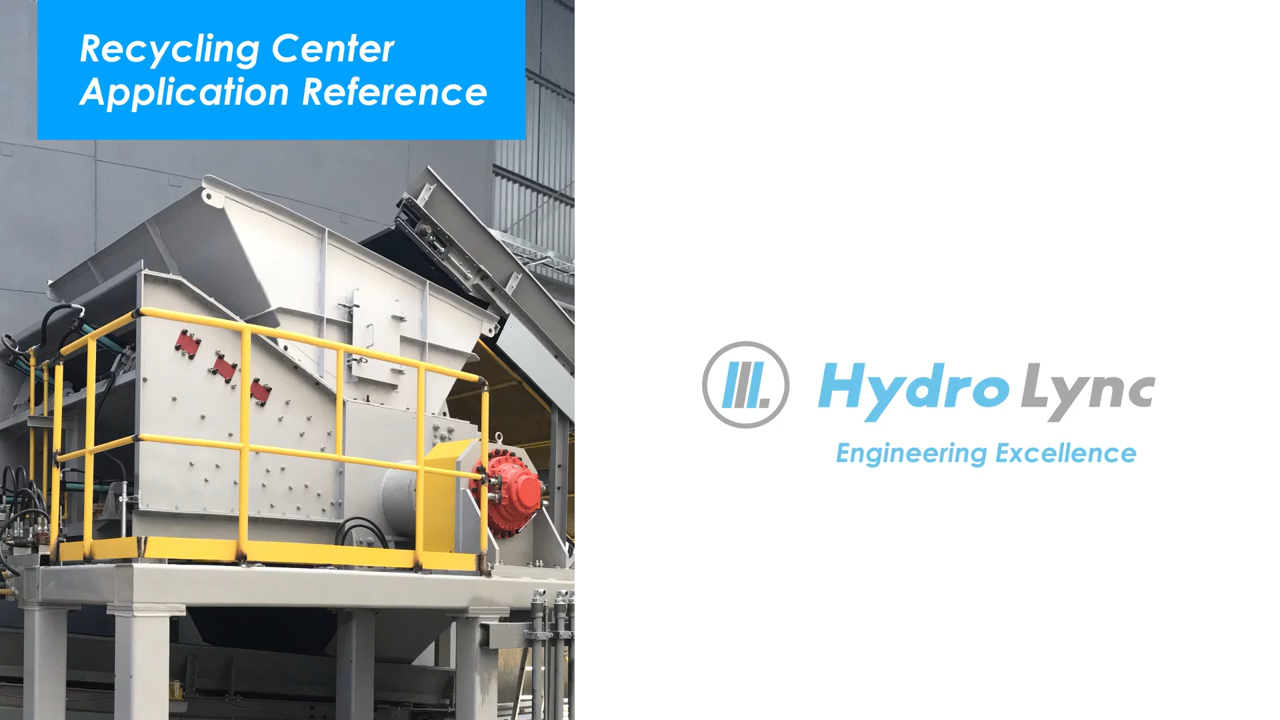 Recycling Center
Application Reference
Hydro Lync
Engineering Excellence